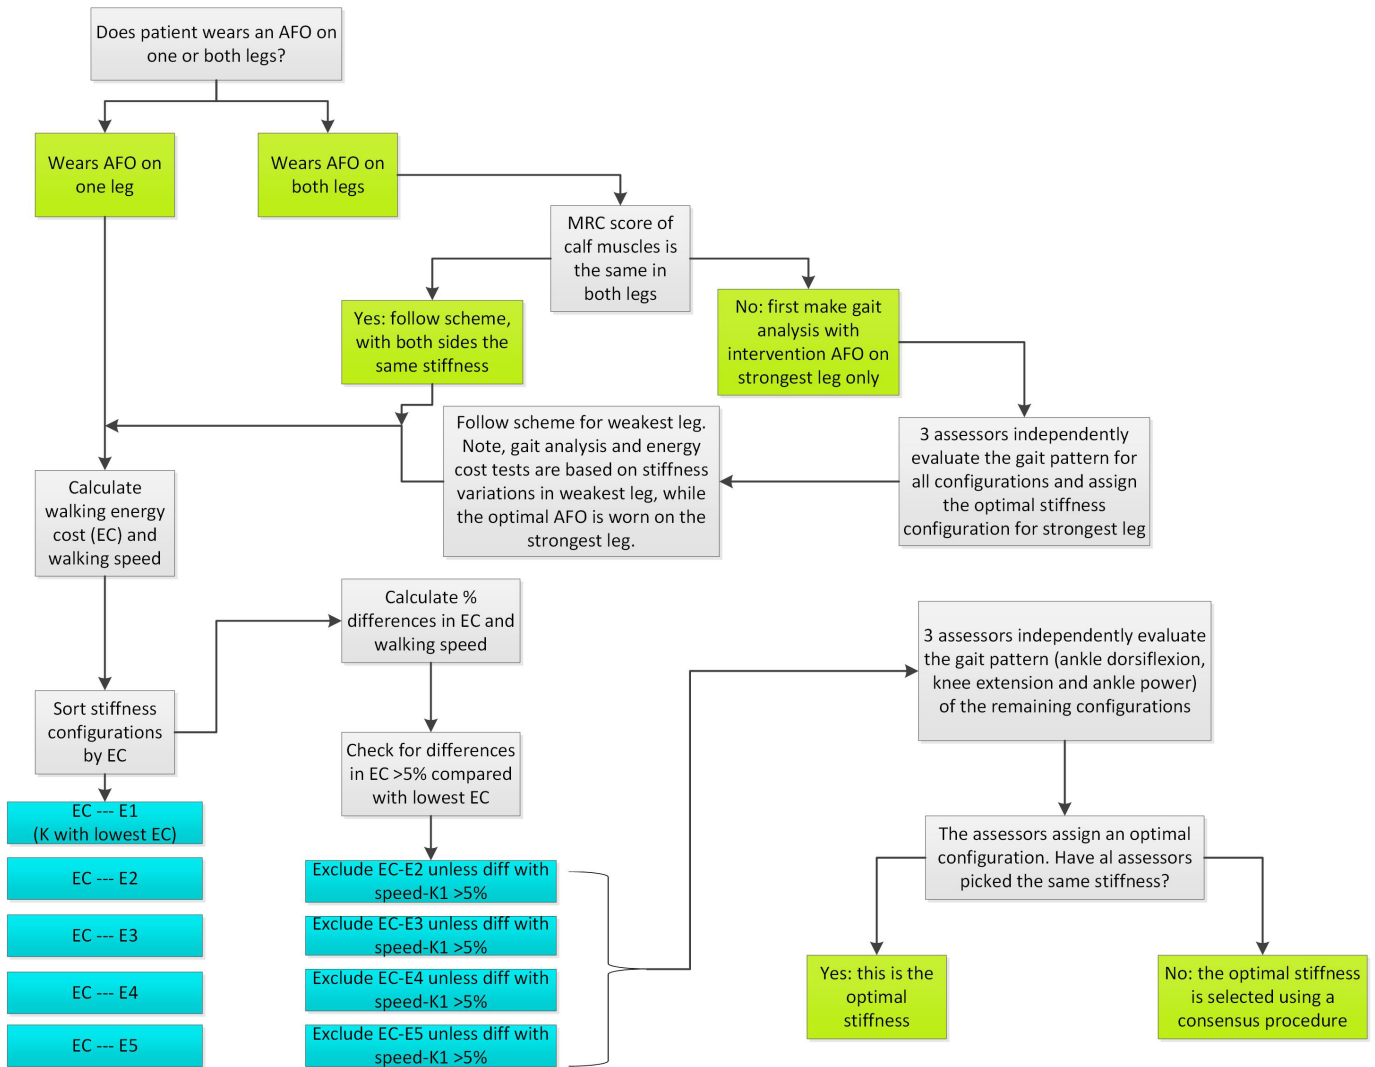 Does patient wears an AFO on
one or both legs?
Wears AFO on
one leg
Wears AFO on
both legs
MRC score of
calf muscles is
the same in
both legs
Yes: follow scheme,
with both sides the
same stiffness
No: first make gait
analysis with
intervention AFO on
strongest leg only
3 assessors independently
evaluate the gait pattern for
all configurations and assign
the optimal stiffness
configuration for strongest leg
Follow scheme for weakest leg.
Note, gait analysis and energy
cost tests are based on stiffness
variations in weakest leg, while
the optimal AFO is worn on the
strongest leg.
Calculate
walking energy
cost (EC) and
walking speed
Sort stiffness
configurations
by EC
EC --- E1
(K with lowest EC)
EC --- E2
EC --- E3
EC --- E4
EC --- E5
Calculate %
differences in EC and
walking speed
Check for differences
in EC >5% compared
with lowest EC
Exclude EC-E2 unless diff with
speed-K1 >5%
Exclude EC-E3 unless diff with
speed-K1 >5%
Exclude EC-E4 unless diff with
speed-K1 >5%
Exclude EC-E5 unless diff with
speed-K1 >5%
3 assessors independently evaluate
the gait pattern (ankle dorsiflexion,
knee extension and ankle power)
of the remaining configurations
The assessors assign an optimal
configuration. Have al assessors
picked the same stiffness?
Yes: this is the
optimal
stiffness
No: the optimal stiffness
is selected using a
consensus procedure